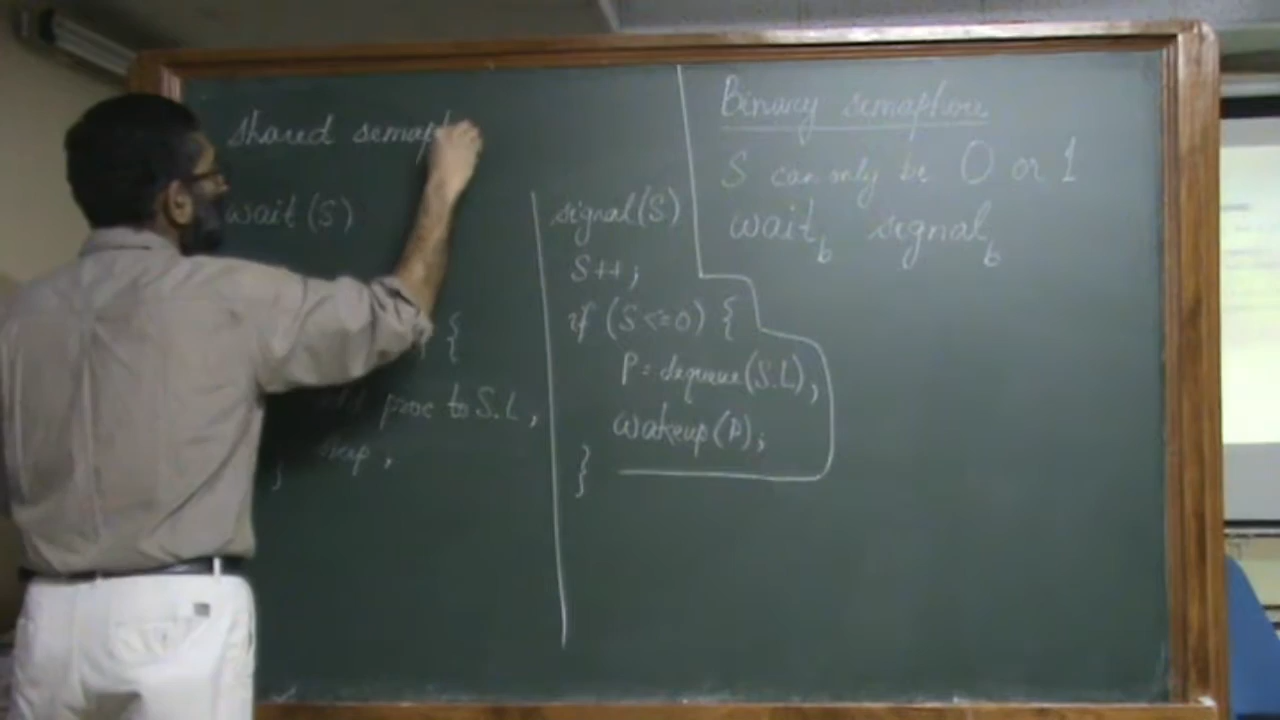 shared semaph
wait(S)
{
proc to S.L,
signal(S)
S++;
if (S<=0) {
P=dequeue(S.L);
wakeup(P);
}
Binary semaphore
S can only be 0 or 1
wait_b signal_b